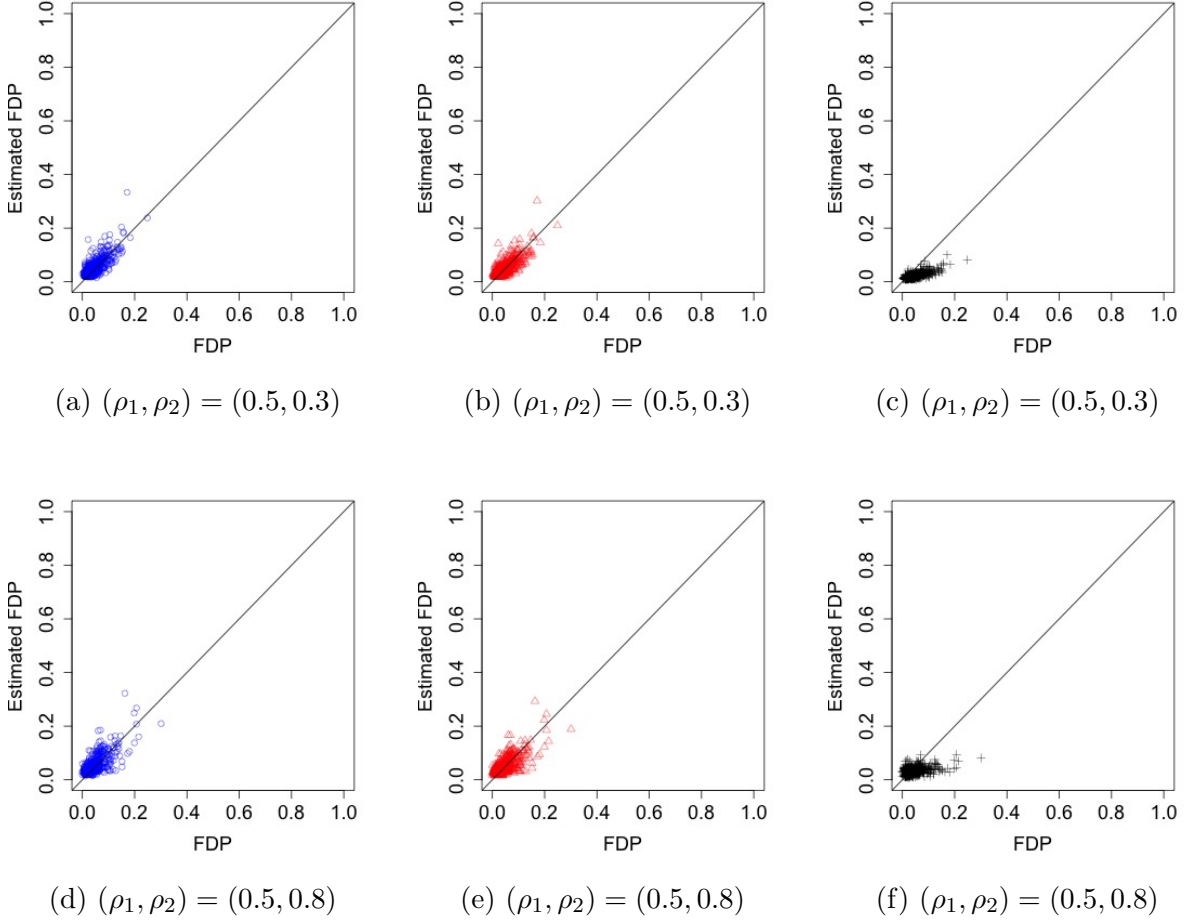 Estimated FDP
0.0 0.2 0.4 0.6 0.8 1.0
0.0 0.2 0.4 0.6 0.8 1.0
FDP
(a) (ρ₁, ρ₂) = (0.5, 0.3)
Estimated FDP
0.0 0.2 0.4 0.6 0.8 1.0
0.0 0.2 0.4 0.6 0.8 1.0
FDP
(b) (ρ₁, ρ₂) = (0.5, 0.3)
Estimated FDP
0.0 0.2 0.4 0.6 0.8 1.0
0.0 0.2 0.4 0.6 0.8 1.0
FDP
(c) (ρ₁, ρ₂) = (0.5, 0.3)
Estimated FDP
0.0 0.2 0.4 0.6 0.8 1.0
0.0 0.2 0.4 0.6 0.8 1.0
FDP
(d) (ρ₁, ρ₂) = (0.5, 0.8)
Estimated FDP
0.0 0.2 0.4 0.6 0.8 1.0
0.0 0.2 0.4 0.6 0.8 1.0
FDP
(e) (ρ₁, ρ₂) = (0.5, 0.8)
Estimated FDP
0.0 0.2 0.4 0.6 0.8 1.0
0.0 0.2 0.4 0.6 0.8 1.0
FDP
(f) (ρ₁, ρ₂) = (0.5, 0.8)